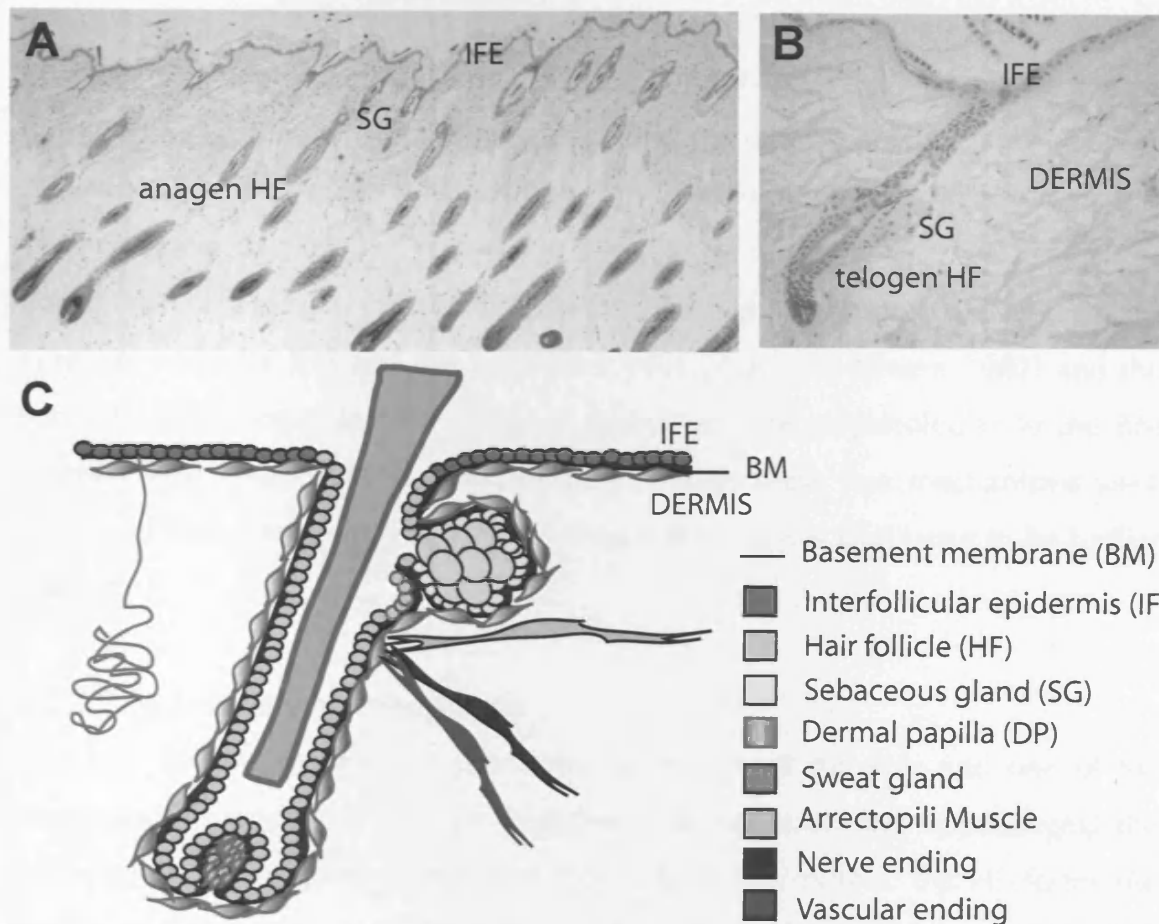 A
IFE
SG
anagen HF
B
IFE
DERMIS
SG
telogen HF
C
IFE
BM
DERMIS
Basement membrane (BM)
Interfollicular epidermis (IF
Hair follicle (HF)
Sebaceous gland (SG)
Dermal papilla (DP)
Sweat gland
Arrectopili Muscle
Nerve ending
Vascular ending